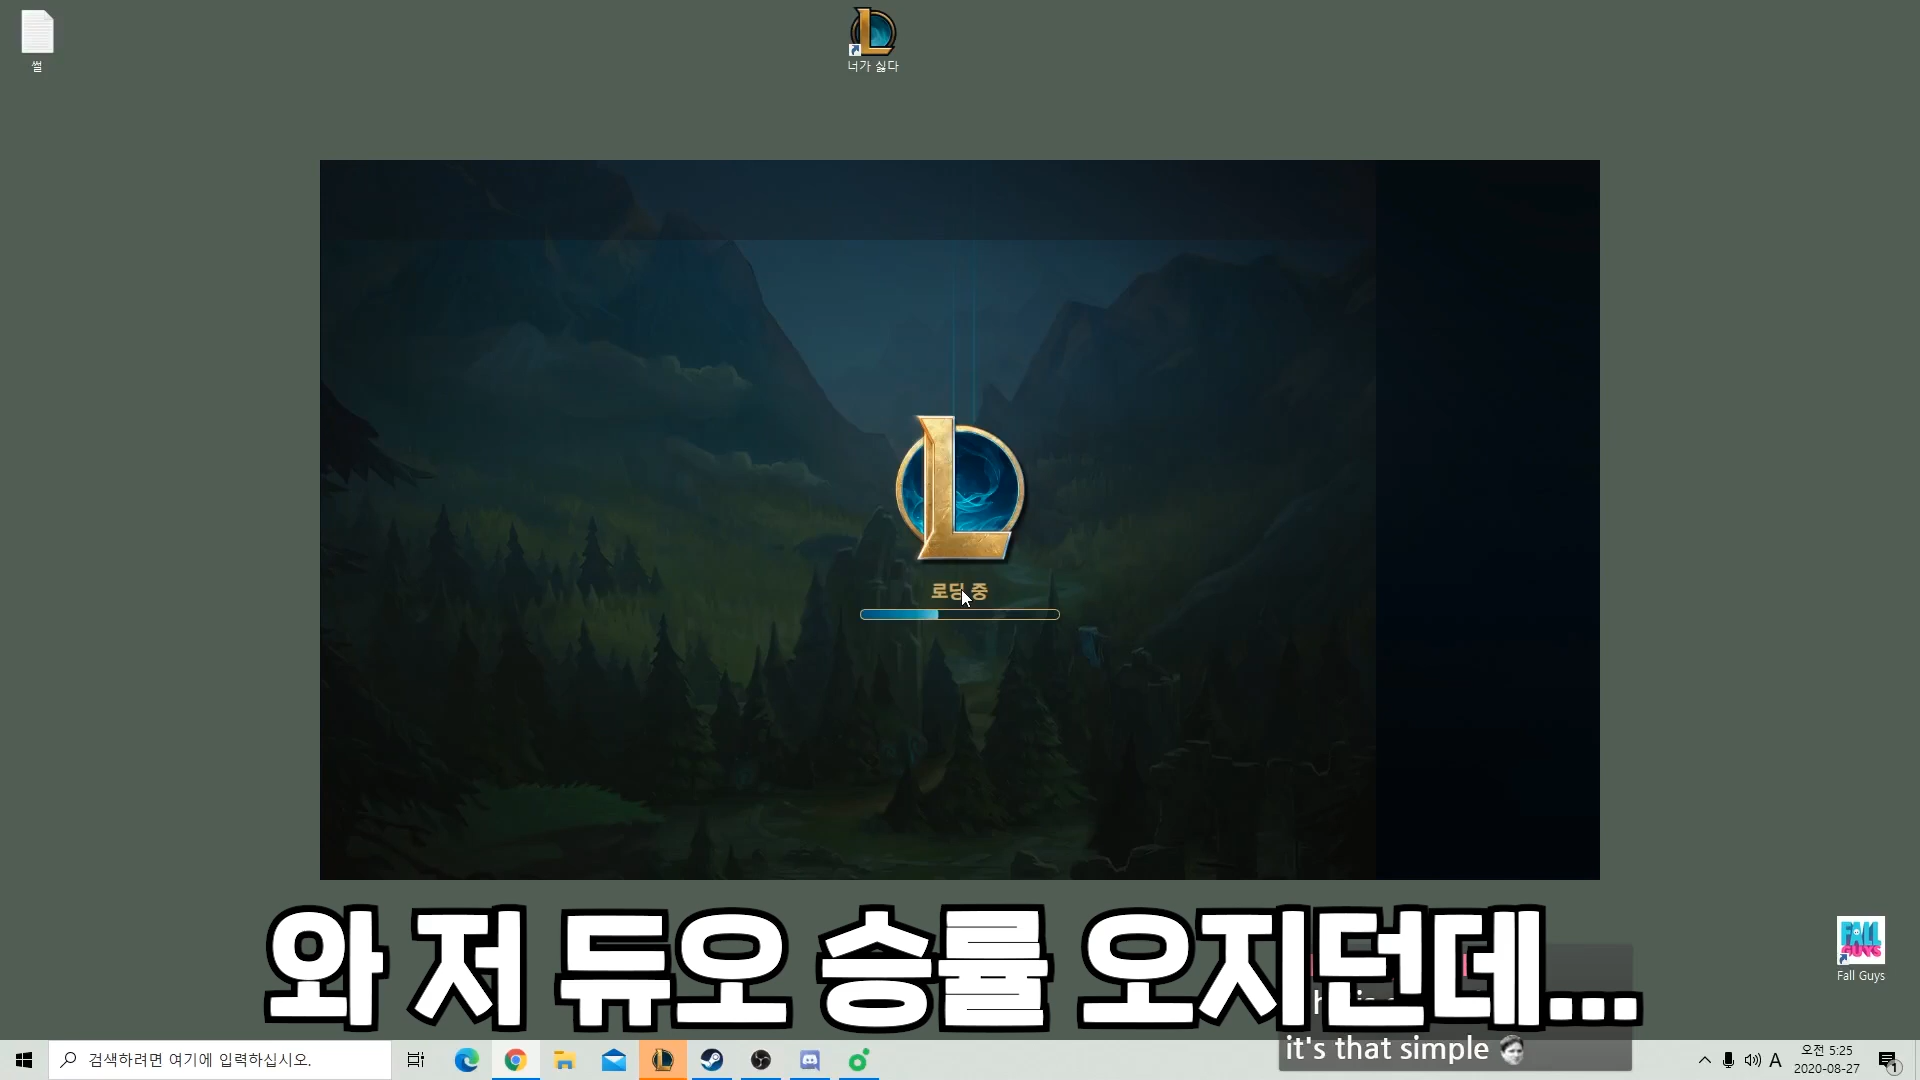 썰
너가 싫다
로딩 중
와 저 듀오 승률 오지던데...
Fall Guys
it's that simple
검색하려면 여기에 입력하십시오.
A
오전 5:25
2020-08-27
1